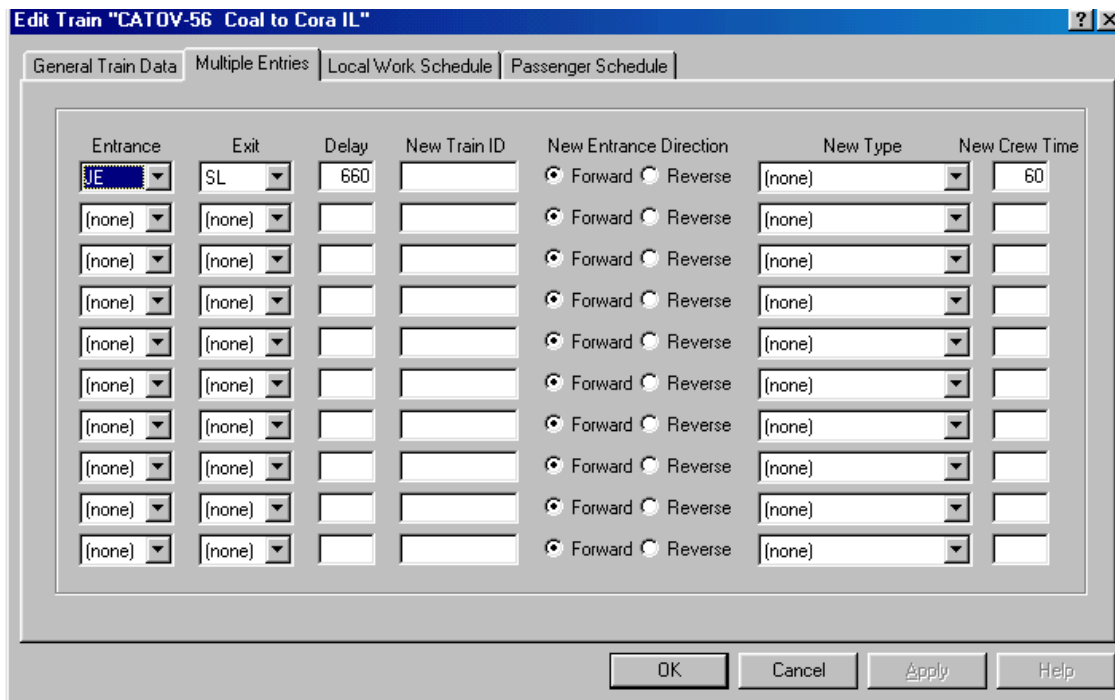 Edit Train "CATOV-56 Coal to Cora IL"
General Train Data Multiple Entries Local Work Schedule Passenger Schedule
Entrance Exit Delay New Train ID New Entrance Direction New Type New Crew Time
JE SL 660 Forward Reverse (none) 60
(none) (none) Forward Reverse (none)
(none) (none) Forward Reverse (none)
(none) (none) Forward Reverse (none)
(none) (none) Forward Reverse (none)
(none) (none) Forward Reverse (none)
(none) (none) Forward Reverse (none)
(none) (none) Forward Reverse (none)
(none) (none) Forward Reverse (none)
(none) (none) Forward Reverse (none)
OK Cancel Apply Help